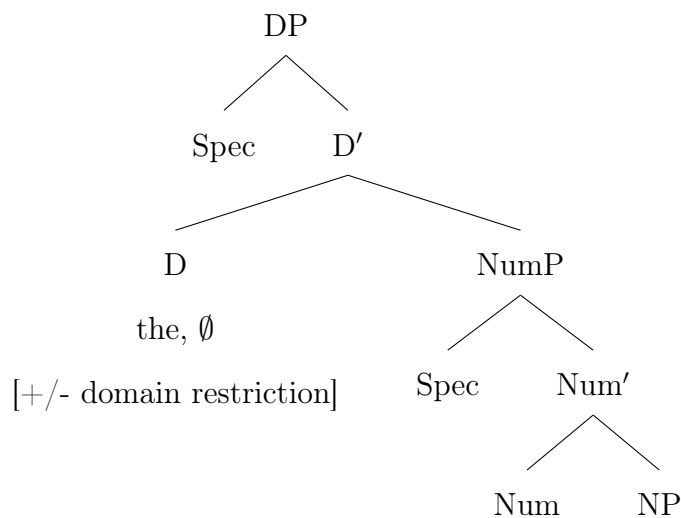 DP
Spec D′
D NumP
the, ∅
[+/- domain restriction] Spec Num′
Num NP